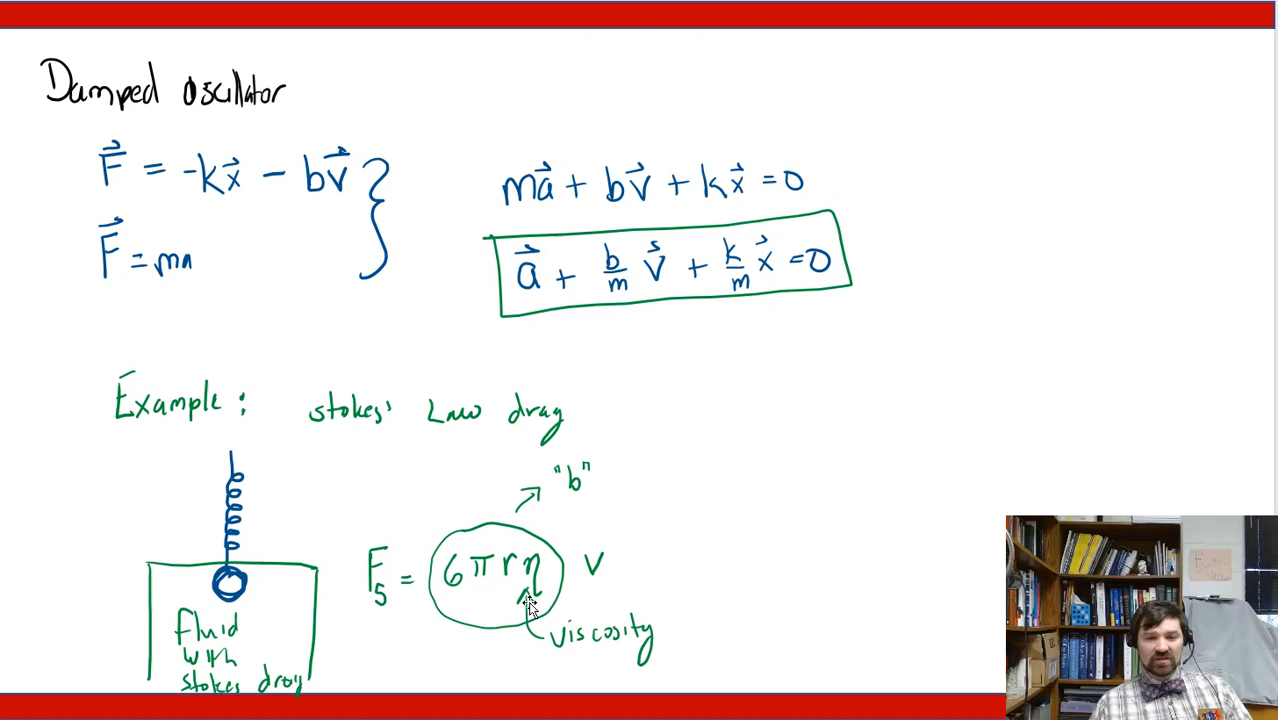 Damped oscillator
F⃗ = -kx⃗ - bv⃗
F⃗ = ma
ma⃗ + bv⃗ + kx⃗ = 0
a⃗ + b/m v⃗ + k/m x⃗ = 0
Example: stokes' Law drag
"b"
F_s = 6πrη v
viscosity
fluid
with
stokes drag